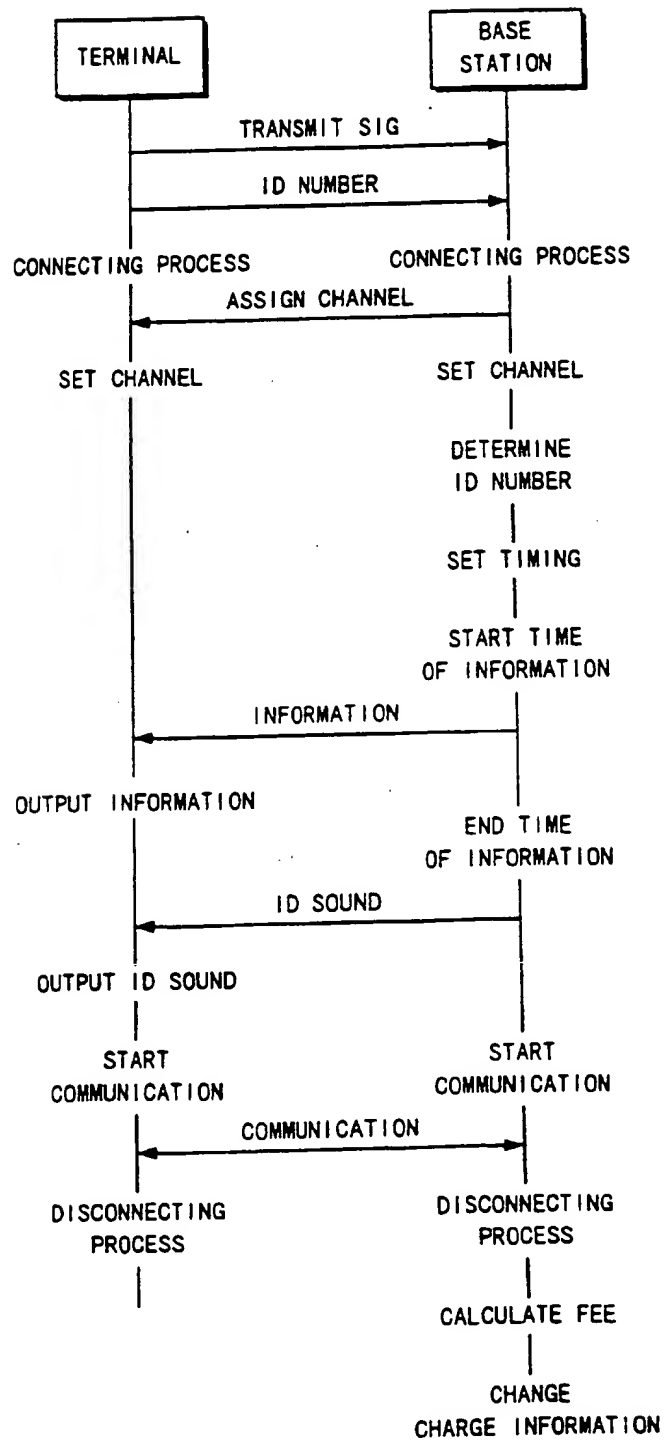 TERMINAL
BASE
STATION
TRANSMIT SIG
ID NUMBER
CONNECTING PROCESS
CONNECTING PROCESS
ASSIGN CHANNEL
SET CHANNEL
SET CHANNEL
DETERMINE
ID NUMBER
SET TIMING
START TIME
OF INFORMATION
INFORMATION
OUTPUT INFORMATION
END TIME
OF INFORMATION
ID SOUND
OUTPUT ID SOUND
START
COMMUNICATION
START
COMMUNICATION
COMMUNICATION
DISCONNECTING
PROCESS
DISCONNECTING
PROCESS
CALCULATE FEE
CHANGE
CHARGE INFORMATION